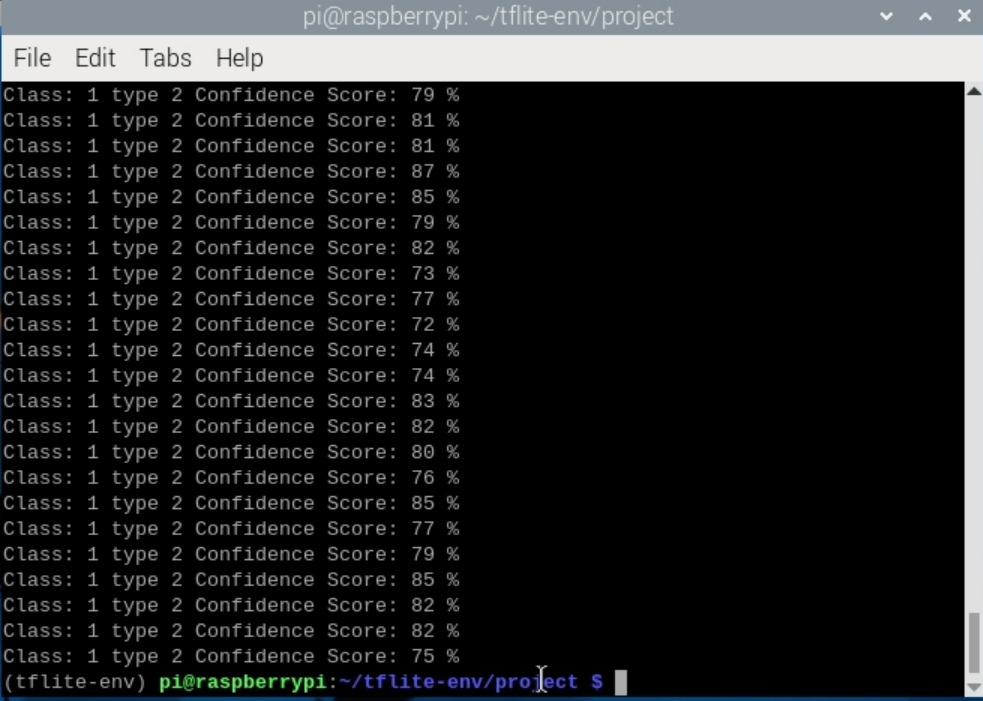 pi@raspberrypi: ~/tflite-env/project
File Edit Tabs Help
Class: 1 type 2 Confidence Score: 79 %
Class: 1 type 2 Confidence Score: 81 %
Class: 1 type 2 Confidence Score: 81 %
Class: 1 type 2 Confidence Score: 87 %
Class: 1 type 2 Confidence Score: 85 %
Class: 1 type 2 Confidence Score: 79 %
Class: 1 type 2 Confidence Score: 82 %
Class: 1 type 2 Confidence Score: 73 %
Class: 1 type 2 Confidence Score: 77 %
Class: 1 type 2 Confidence Score: 72 %
Class: 1 type 2 Confidence Score: 74 %
Class: 1 type 2 Confidence Score: 74 %
Class: 1 type 2 Confidence Score: 83 %
Class: 1 type 2 Confidence Score: 82 %
Class: 1 type 2 Confidence Score: 80 %
Class: 1 type 2 Confidence Score: 76 %
Class: 1 type 2 Confidence Score: 85 %
Class: 1 type 2 Confidence Score: 77 %
Class: 1 type 2 Confidence Score: 79 %
Class: 1 type 2 Confidence Score: 85 %
Class: 1 type 2 Confidence Score: 82 %
Class: 1 type 2 Confidence Score: 82 %
Class: 1 type 2 Confidence Score: 75 %
(tflite-env) pi@raspberrypi:~/tflite-env/project $